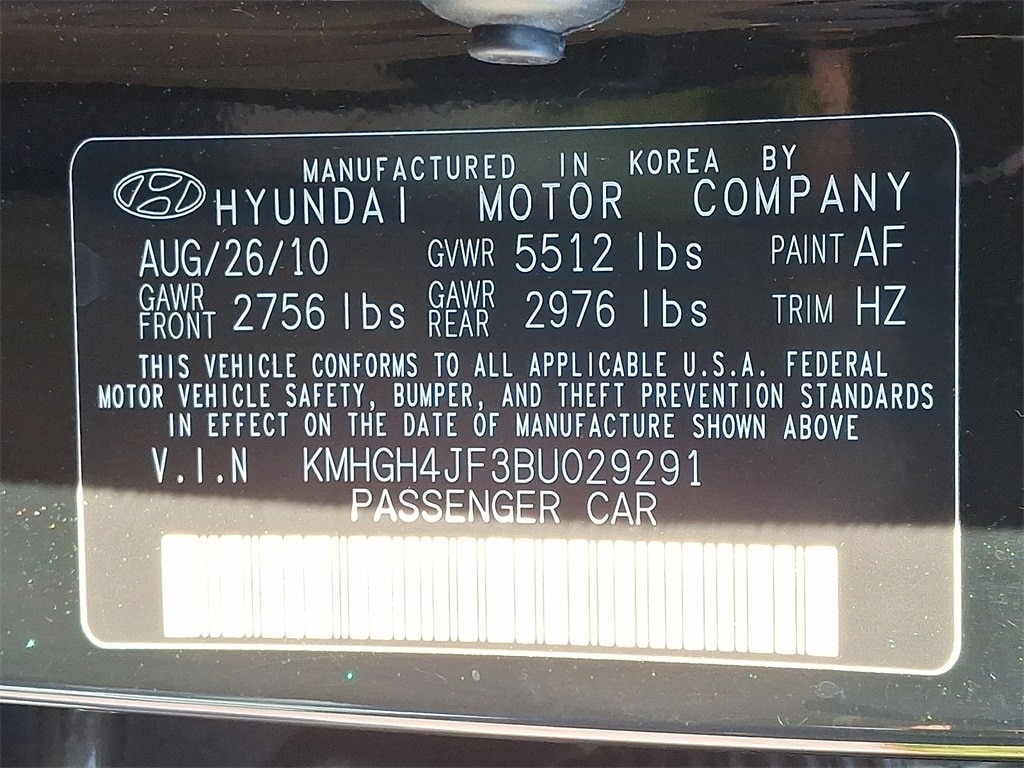 MANUFACTURED IN KOREA BY
HYUNDAI MOTOR COMPANY
AUG/26/10 GVWR 5512 lbs PAINT AF
GAWR FRONT 2756 lbs GAWR REAR 2976 lbs TRIM HZ
THIS VEHICLE CONFORMS TO ALL APPLICABLE U.S.A. FEDERAL
MOTOR VEHICLE SAFETY, BUMPER, AND THEFT PREVENTION STANDARDS
IN EFFECT ON THE DATE OF MANUFACTURE SHOWN ABOVE
V.I.N KMHGH4JF3BU029291
PASSENGER CAR